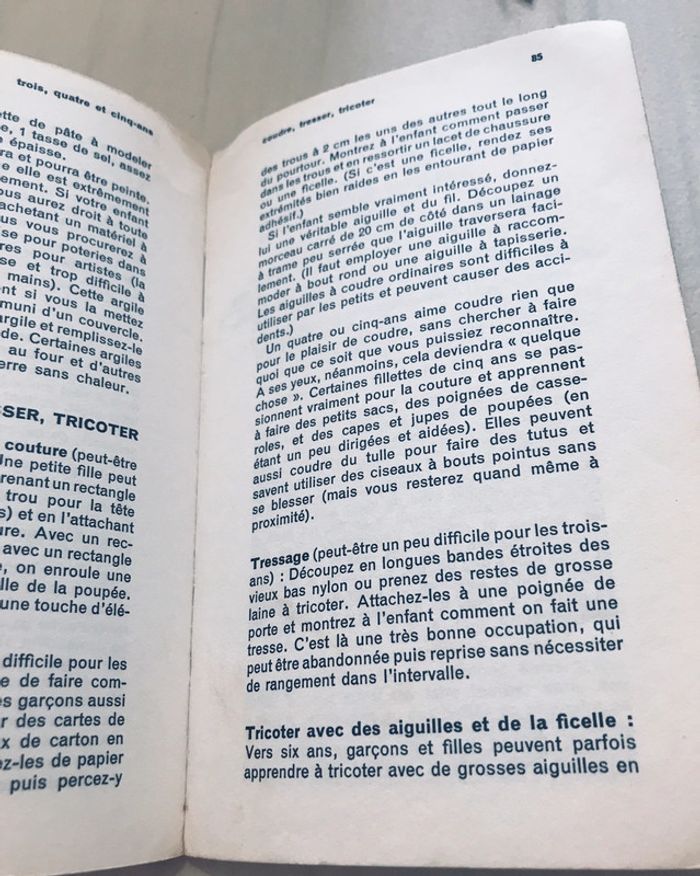 trois, quatre et cinq-ans
ette de pâte à modeler
e, 1 tasse de sel, assez
épaisse.
ra et pourra être peinte.
e elle est extrêmement
ement. Si votre enfant
ous aurez droit à toute
achetant un matériel à
us vous procurerez à
se pour poteries dans
res pour artistes (la
se et trop difficile à
mains). Cette argile
ent si vous la mettez
muni d'un couvercle.
argile et remplissez-le
de. Certaines argiles
au four et d'autres
erre sans chaleur.
SSER, TRICOTER
couture (peut-être
Une petite fille peut
prenant un rectangle
trou pour la tête
s) et en l'attachant
ure. Avec un rec-
avec un rectangle
e, on enroule une
lle de la poupée.
une touche d'élé-
difficile pour les
e de faire com-
s garçons aussi
r des cartes de
x de carton en
ez-les de papier
puis percez-y
85
coudre, tresser, tricoter
des trous à 2 cm les uns des autres tout le long
du pourtour. Montrez à l'enfant comment passer
dans les trous et en ressortir un lacet de chaussure
ou une ficelle. (Si c'est une ficelle, rendez ses
extrémités bien raides en les entourant de papier
adhésif.)
Si l'enfant semble vraiment intéressé, donnez-
lui une véritable aiguille et du fil. Découpez un
morceau carré de 20 cm de côté dans un lainage
à trame peu serrée que l'aiguille traversera faci-
lement. (Il faut employer une aiguille à raccom-
moder à bout rond ou une aiguille à tapisserie.
Les aiguilles à coudre ordinaires sont difficiles à
utiliser par les petits et peuvent causer des acci-
dents.)
Un quatre ou cinq-ans aime coudre rien que
pour le plaisir de coudre, sans chercher à faire
quoi que ce soit que vous puissiez reconnaître.
A ses yeux, néanmoins, cela deviendra « quelque
chose ». Certaines fillettes de cinq ans se pas-
sionnent vraiment pour la couture et apprennent
à faire des petits sacs, des poignées de casse-
roles, et des capes et jupes de poupées (en
étant un peu dirigées et aidées). Elles peuvent
aussi coudre du tulle pour faire des tutus et
savent utiliser des ciseaux à bouts pointus sans
se blesser (mais vous resterez quand même à
proximité).
Tressage (peut-être un peu difficile pour les trois-
ans) : Découpez en longues bandes étroites des
vieux bas nylon ou prenez des restes de grosse
laine à tricoter. Attachez-les à une poignée de
porte et montrez à l'enfant comment on fait une
tresse. C'est là une très bonne occupation, qui
peut être abandonnée puis reprise sans nécessiter
de rangement dans l'intervalle.
Tricoter avec des aiguilles et de la ficelle :
Vers six ans, garçons et filles peuvent parfois
apprendre à tricoter avec de grosses aiguilles en